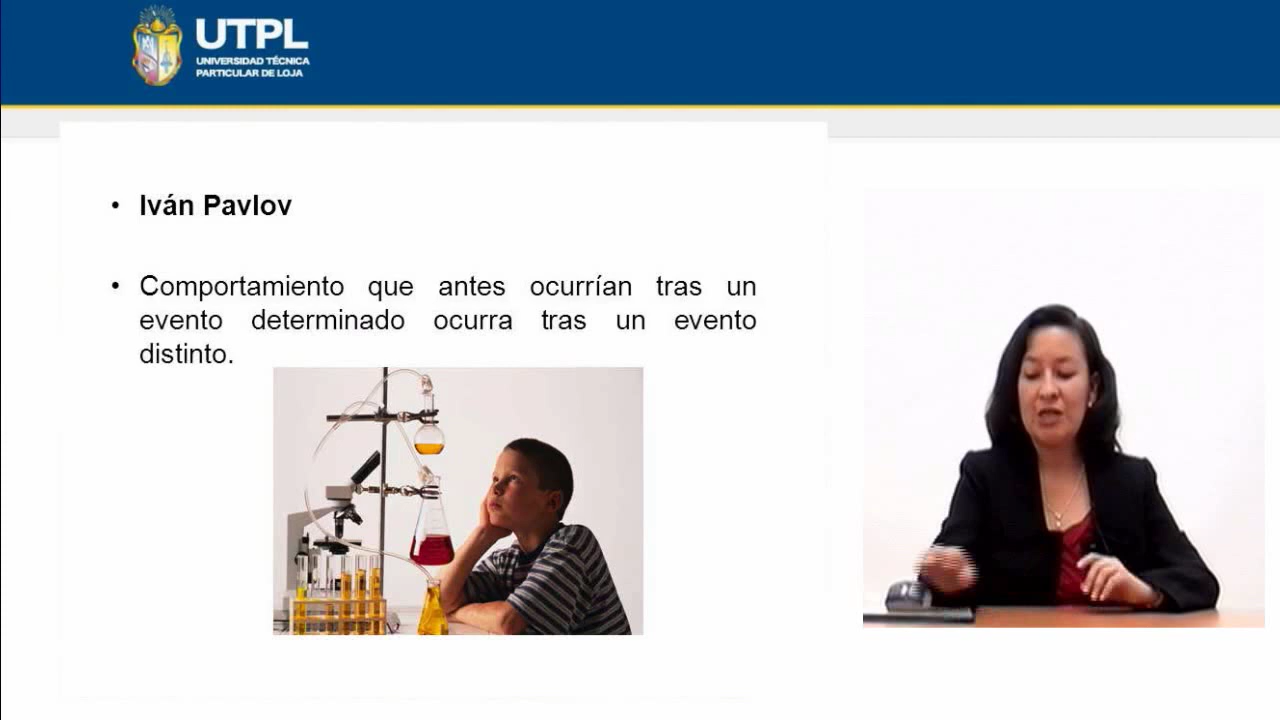 UTPL
UNIVERSIDAD TÉCNICA
PARTICULAR DE LOJA
• Iván Pavlov
• Comportamiento que antes ocurrían tras un
evento determinado ocurra tras un evento
distinto.